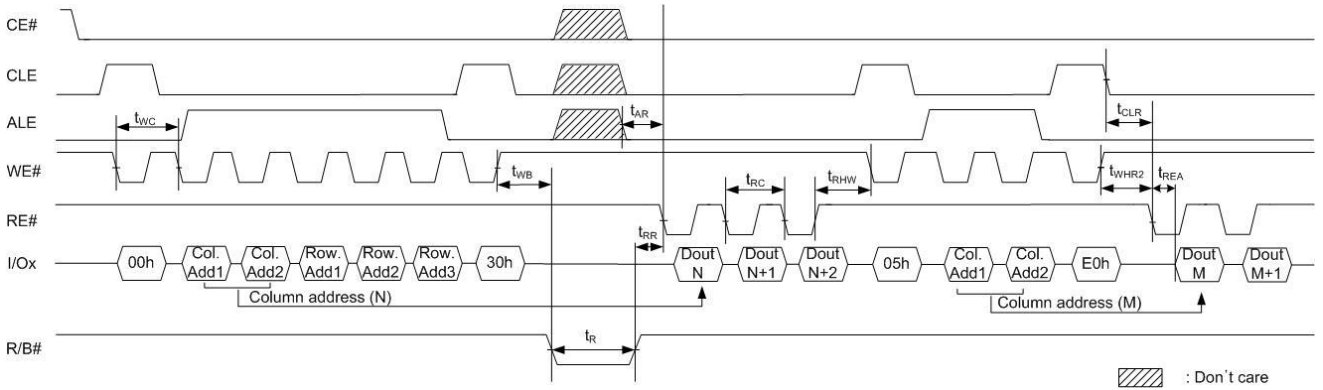 CE#
CLE
ALE
tWC
tAR
tCLR
WE#
tWB
tRC
tRHW
tWHR2
tREA
RE#
tRR
I/Ox
00h
Col. Add1
Col. Add2
Row. Add1
Row. Add2
Row. Add3
30h
Dout N
Dout N+1
Dout N+2
05h
Col. Add1
Col. Add2
E0h
Dout M
Dout M+1
Column address (N)
Column address (M)
R/B#
tR
: Don't care